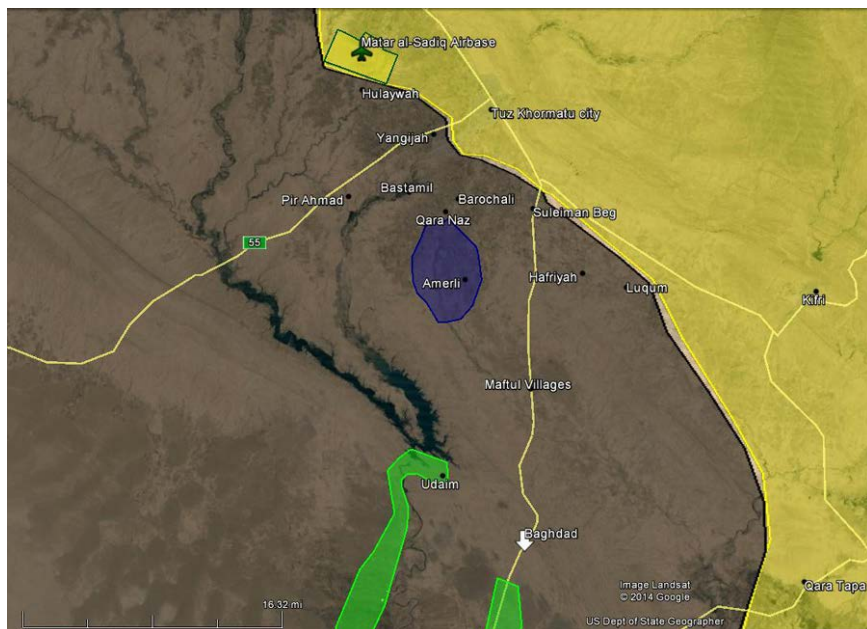 Matar al-Sadiq Airbase
Hulaywah
Tuz Khormatu city
Yangijah
Bastamil
Pir Ahmad
Barochali
Qara Naz
Suleiman Beg
55
Amerli
Hafriyah
Luqum
Kifri
Maftul Villages
Udaim
Baghdad
Qara Tapa
16.32 mi
Image Landsat
© 2014 Google
US Dept of State Geographer